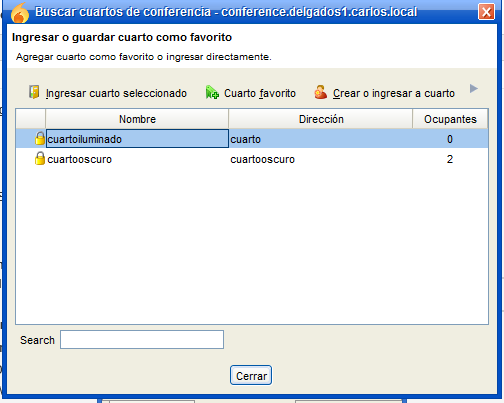 Buscar cuartos de conferencia - conference.delgados1.carlos.local
Ingresar o guardar cuarto como favorito
Agregar cuarto como favorito o ingresar directamente.
Ingresar cuarto seleccionado Cuarto favorito Crear o ingresar a cuarto
Nombre Dirección Ocupantes
cuartoiluminado cuarto 0
cuartooscuro cuartooscuro 2
Search
Cerrar